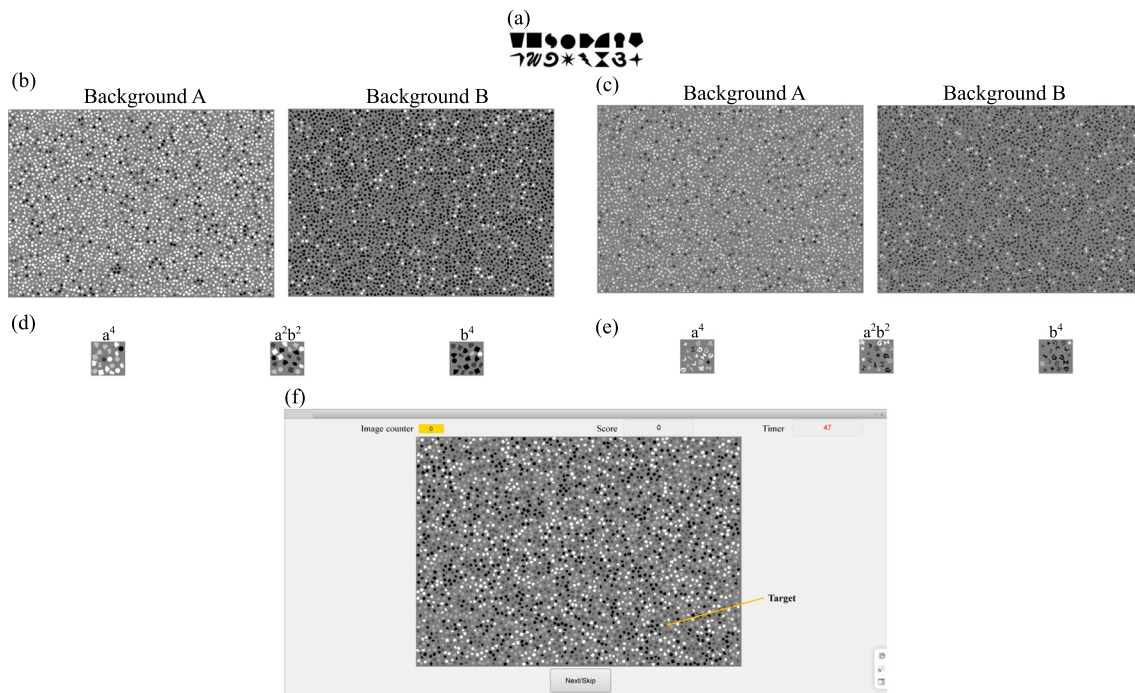 (a)
(b)
Background A
Background B
(c)
Background A
Background B
(d)
a⁴
a²b²
b⁴
(e)
a⁴
a²b²
b⁴
(f)
Image counter 0 Score 0 Timer 47
Target
Next/Skip